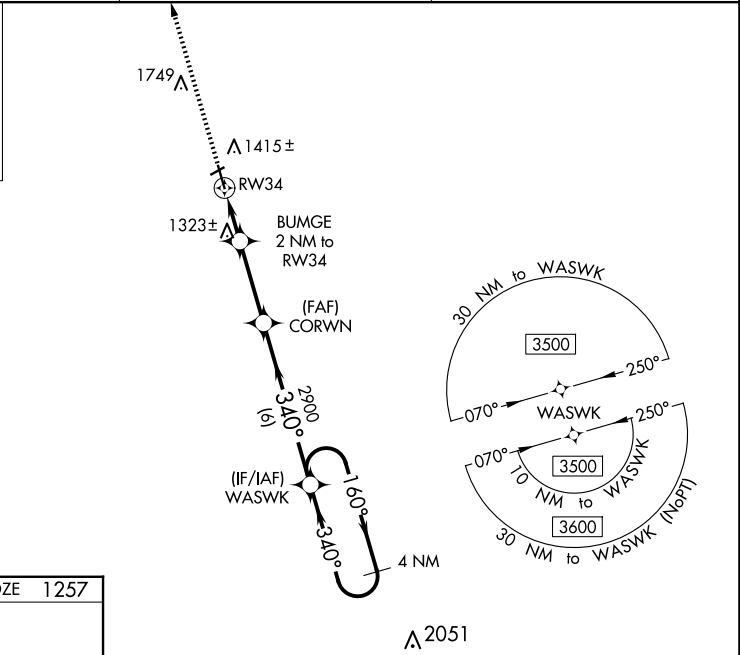 1749
1415±
RW34
1323±
BUMGE
2 NM to
RW34
(FAF)
CORWN
2900
340°
(6)
(IF/IAF)
WASWK
160°
340°
4 NM
2051
30 NM to WASWK
3500
250°
070°
WASWK
250°
070°
3500
10 NM to WASWK
3600
30 NM to WASWK (NoPT)
1257